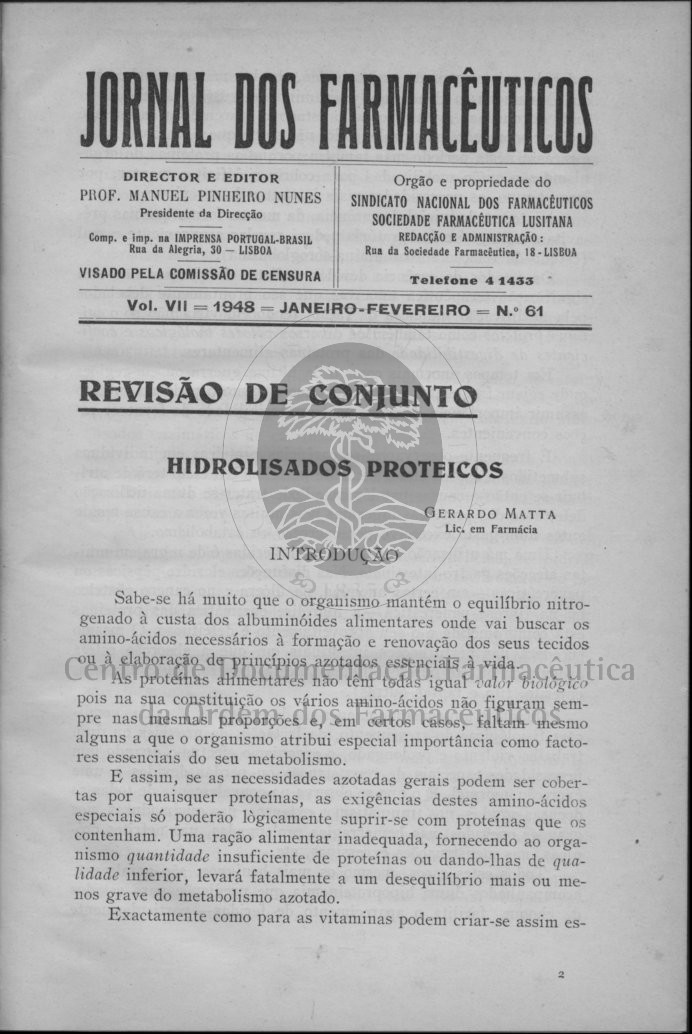 JORNAL DOS FARMACÊUTICOS
DIRECTOR E EDITOR
PROF. MANUEL PINHEIRO NUNES
Presidente da Direcção
Comp. e imp. na IMPRENSA PORTUGAL-BRASIL
Rua da Alegria, 30 — LISBOA
VISADO PELA COMISSÃO DE CENSURA
Orgão e propriedade do
SINDICATO NACIONAL DOS FARMACÊUTICOS
SOCIEDADE FARMACÊUTICA LUSITANA
REDACÇÃO E ADMINISTRAÇÃO:
Rua da Sociedade Farmacêutica, 18 - LISBOA
Telefone 4 1433
Vol. VII = 1948 = JANEIRO-FEVEREIRO = N.º 61
REVISÃO DE CONJUNTO
HIDROLISADOS PROTEICOS
GERARDO MATTA
Lic. em Farmácia
INTRODUÇÃO
Sabe-se há muito que o organismo mantém o equilíbrio nitro-
genado à custa dos albuminóides alimentares onde vai buscar os
amino-ácidos necessários à formação e renovação dos seus tecidos
ou à elaboração de princípios azotados essenciais à vida.
Centro de Documentação Farmacêutica
As proteínas alimentares não têm todas igual valor biológico
pois na sua constituição os vários amino-ácidos não figuram sem-
pre nas mesmas proporções e, em certos casos, faltam mesmo
da Ordem dos Farmacêuticos
alguns a que o organismo atribui especial importância como facto-
res essenciais do seu metabolismo.
E assim, se as necessidades azotadas gerais podem ser cober-
tas por quaisquer proteínas, as exigências destes amino-ácidos
especiais só poderão lògicamente suprir-se com proteínas que os
contenham. Uma ração alimentar inadequada, fornecendo ao orga-
nismo quantidade insuficiente de proteínas ou dando-lhas de qua-
lidade inferior, levará fatalmente a um desequilíbrio mais ou me-
nos grave do metabolismo azotado.
Exactamente como para as vitaminas podem criar-se assim es-
2